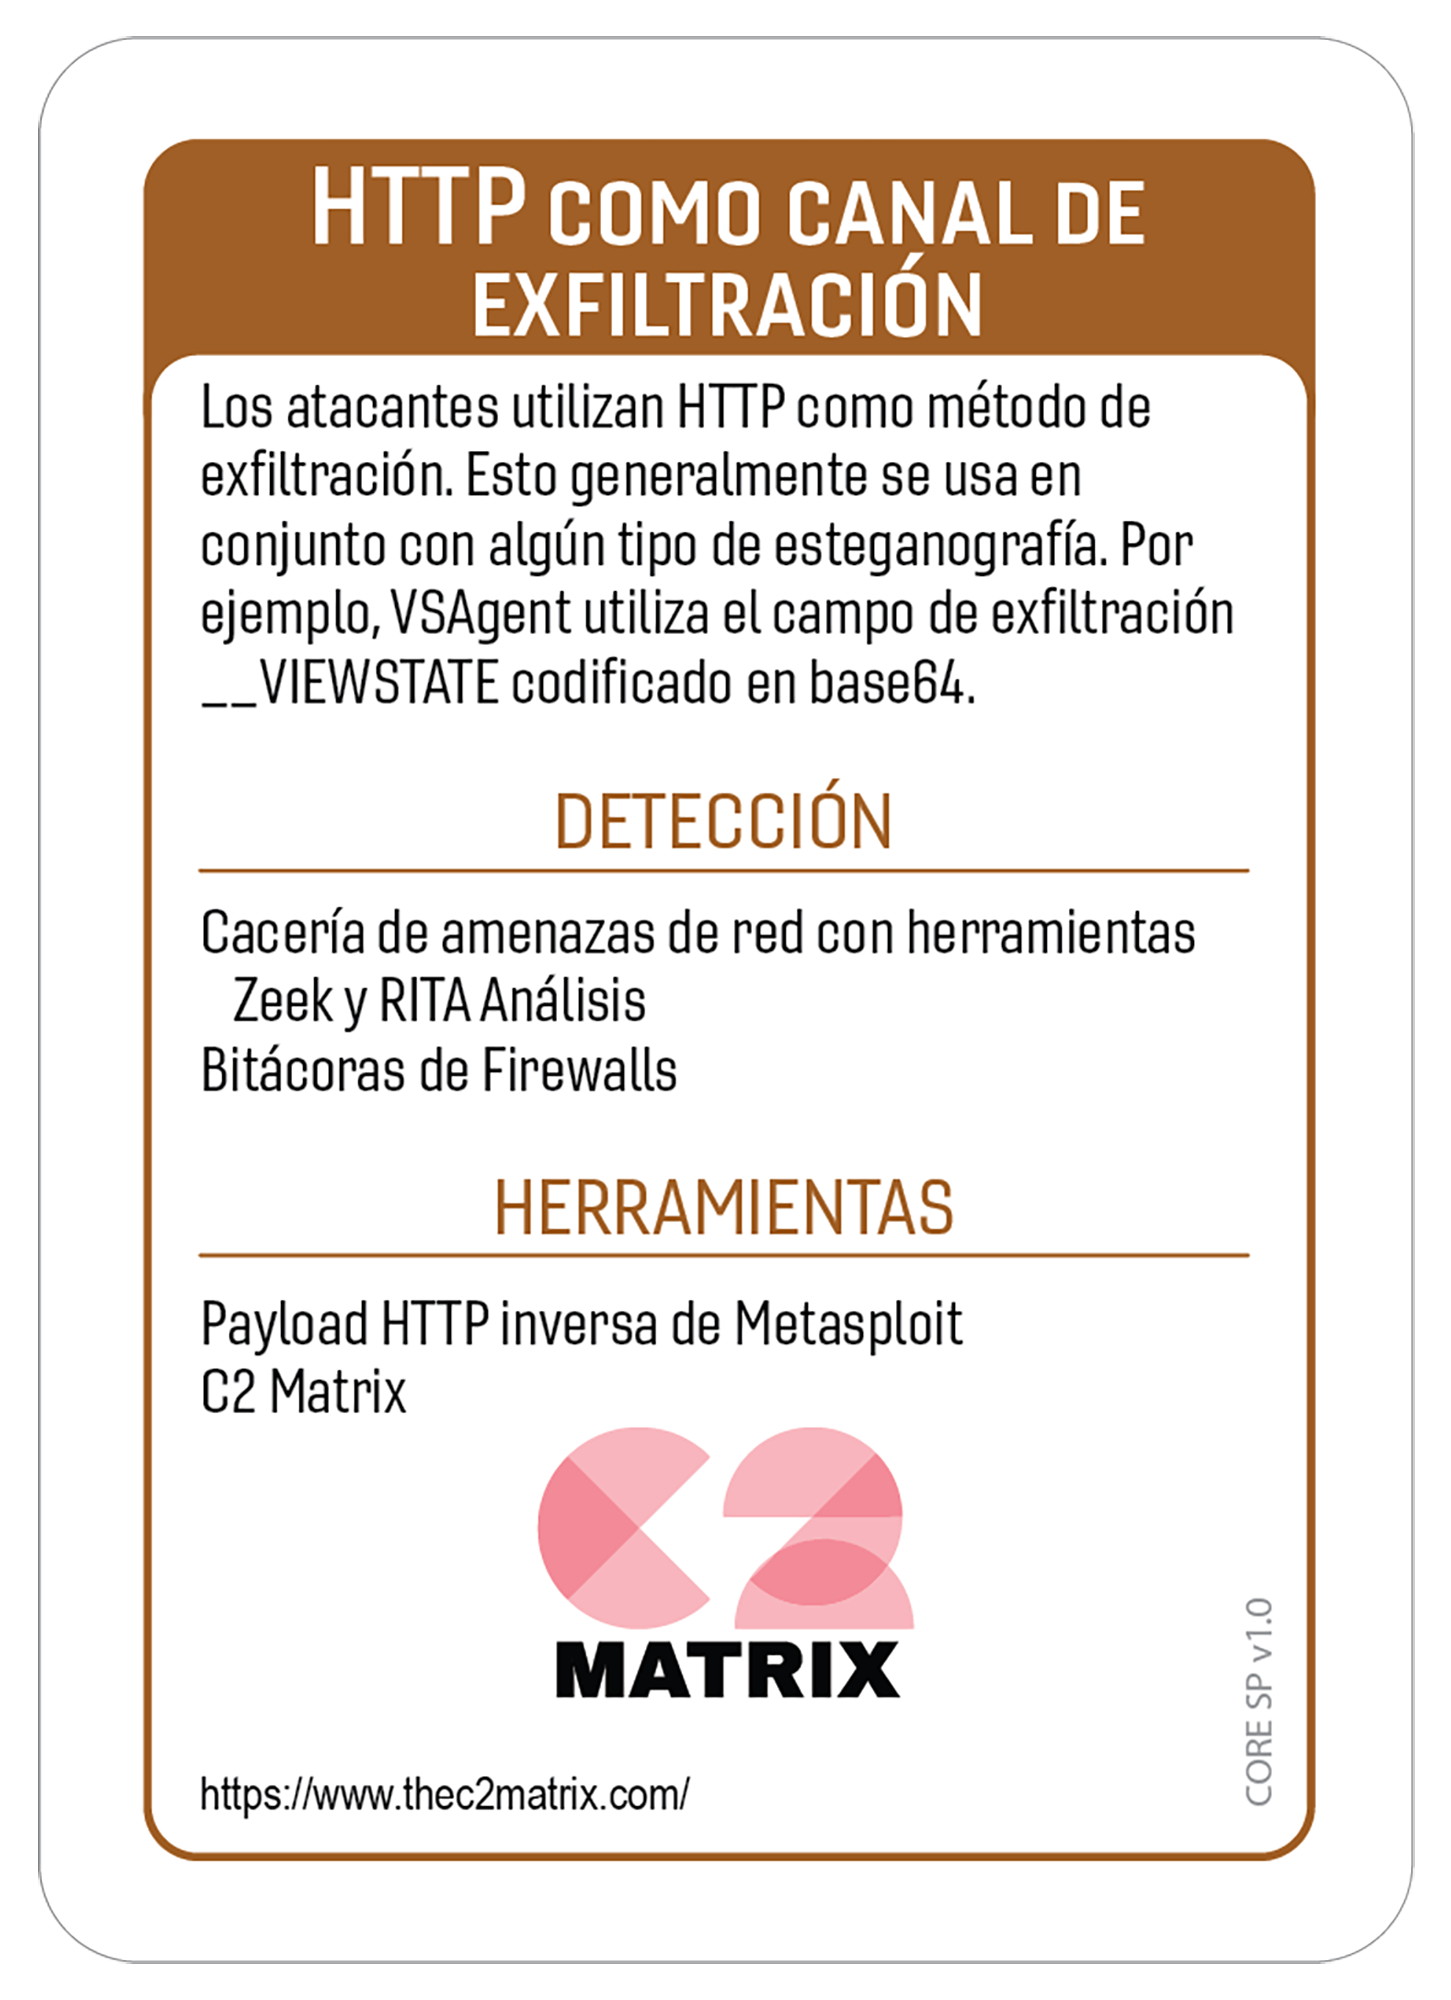 HTTP COMO CANAL DE
EXFILTRACIÓN
Los atacantes utilizan HTTP como método de
exfiltración. Esto generalmente se usa en
conjunto con algún tipo de esteganografía. Por
ejemplo, VSAgent utiliza el campo de exfiltración
__VIEWSTATE codificado en base64.
DETECCIÓN
Cacería de amenazas de red con herramientas
Zeek y RITA Análisis
Bitácoras de Firewalls
HERRAMIENTAS
Payload HTTP inversa de Metasploit
C2 Matrix
C2
MATRIX
https://www.thec2matrix.com/
CORE SP v1.0